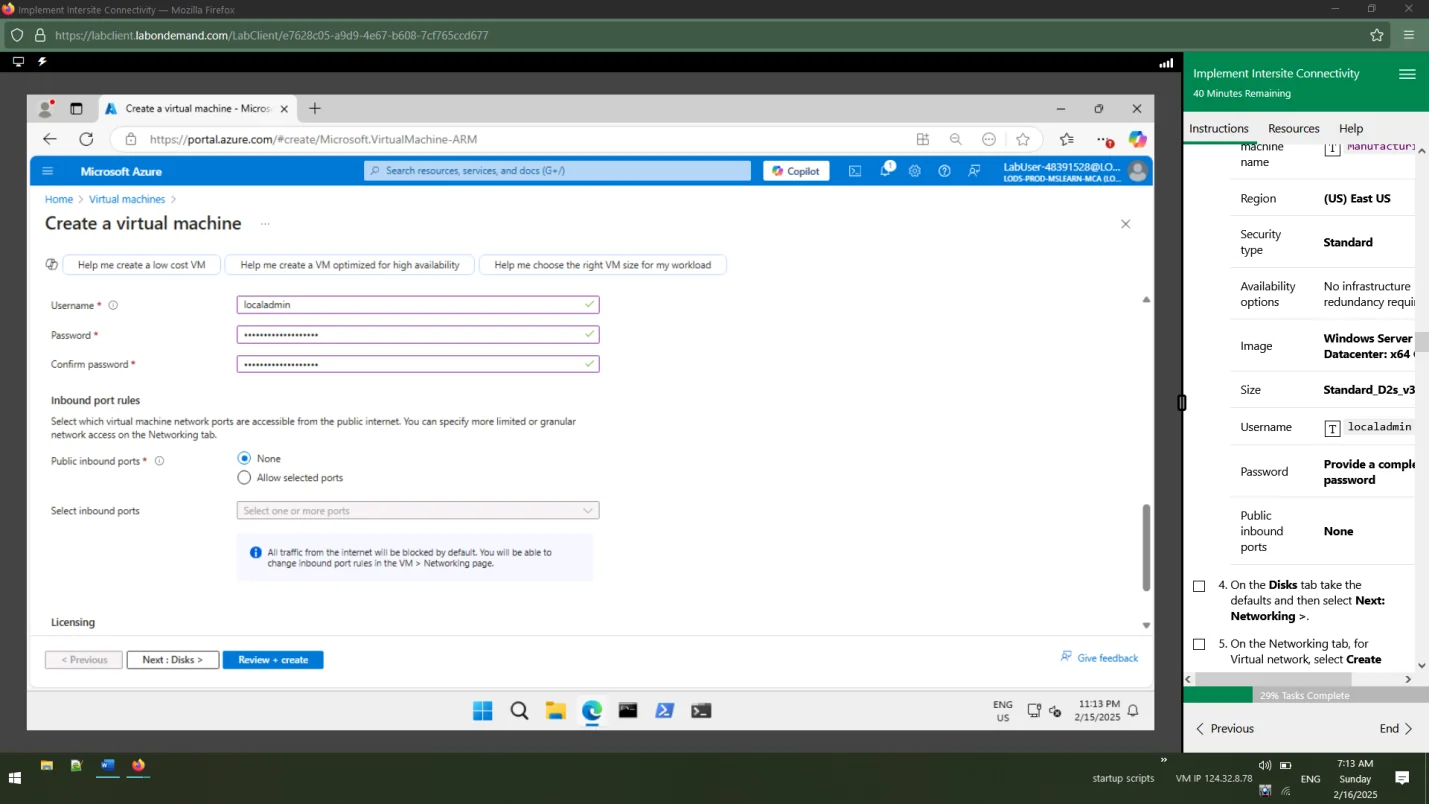 Implement Intersite Connectivity — Mozilla Firefox
https://labclient.labondemand.com/LabClient/e7628c05-a9d9-4e67-b608-7cf765ccd677
Create a virtual machine - Micros
https://portal.azure.com/#create/Microsoft.VirtualMachine-ARM
Microsoft Azure
Search resources, services, and docs (G+/)
Copilot
1
LabUser-48391528@LO...
LODS-PROD-MSLEARN-MCA (LO...
Home > Virtual machines >
Create a virtual machine ...
Help me create a low cost VM
Help me create a VM optimized for high availability
Help me choose the right VM size for my workload
Username *
localadmin
Password *
Confirm password *
Inbound port rules
Select which virtual machine network ports are accessible from the public internet. You can specify more limited or granular
network access on the Networking tab.
Public inbound ports *
None
Allow selected ports
Select inbound ports
Select one or more ports
All traffic from the internet will be blocked by default. You will be able to
change inbound port rules in the VM > Networking page.
Licensing
< Previous
Next : Disks >
Review + create
Give feedback
ENG
US
11:13 PM
2/15/2025
Implement Intersite Connectivity
40 Minutes Remaining
Instructions
Resources
Help
machine
name
Manufacturi
Region
(US) East US
Security
type
Standard
Availability
options
No infrastructure
redundancy requi
Image
Windows Server
Datacenter: x64
Size
Standard_D2s_v3
Username
localadmin
Password
Provide a comple
password
Public
inbound
ports
None
4. On the Disks tab take the
defaults and then select Next:
Networking >.
5. On the Networking tab, for
Virtual network, select Create
29% Tasks Complete
Previous
End
startup scripts
»
VM IP 124.32.8.78
ENG
7:13 AM
Sunday
2/16/2025